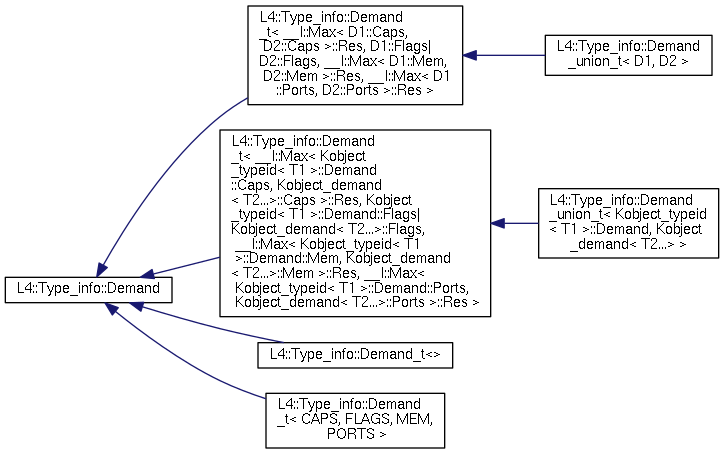 L4::Type_info::Demand
_t< __I::Max< D1::Caps,
D2::Caps >::Res, D1::Flags|
D2::Flags, __I::Max< D1::Mem,
D2::Mem >::Res, __I::Max< D1
::Ports, D2::Ports >::Res >
L4::Type_info::Demand
_union_t< D1, D2 >
L4::Type_info::Demand
_t< __I::Max< Kobject
_typeid< T1 >::Demand
::Caps, Kobject_demand
< T2...>::Caps >::Res, Kobject
_typeid< T1 >::Demand::Flags|
Kobject_demand< T2...>::Flags,
__I::Max< Kobject_typeid< T1
>::Demand::Mem, Kobject_demand
< T2...>::Mem >::Res, __I::Max<
Kobject_typeid< T1 >::Demand::Ports,
Kobject_demand< T2...>::Ports >::Res >
L4::Type_info::Demand
_union_t< Kobject_typeid
< T1 >::Demand, Kobject
_demand< T2...> >
L4::Type_info::Demand
L4::Type_info::Demand_t<>
L4::Type_info::Demand
_t< CAPS, FLAGS, MEM,
PORTS >